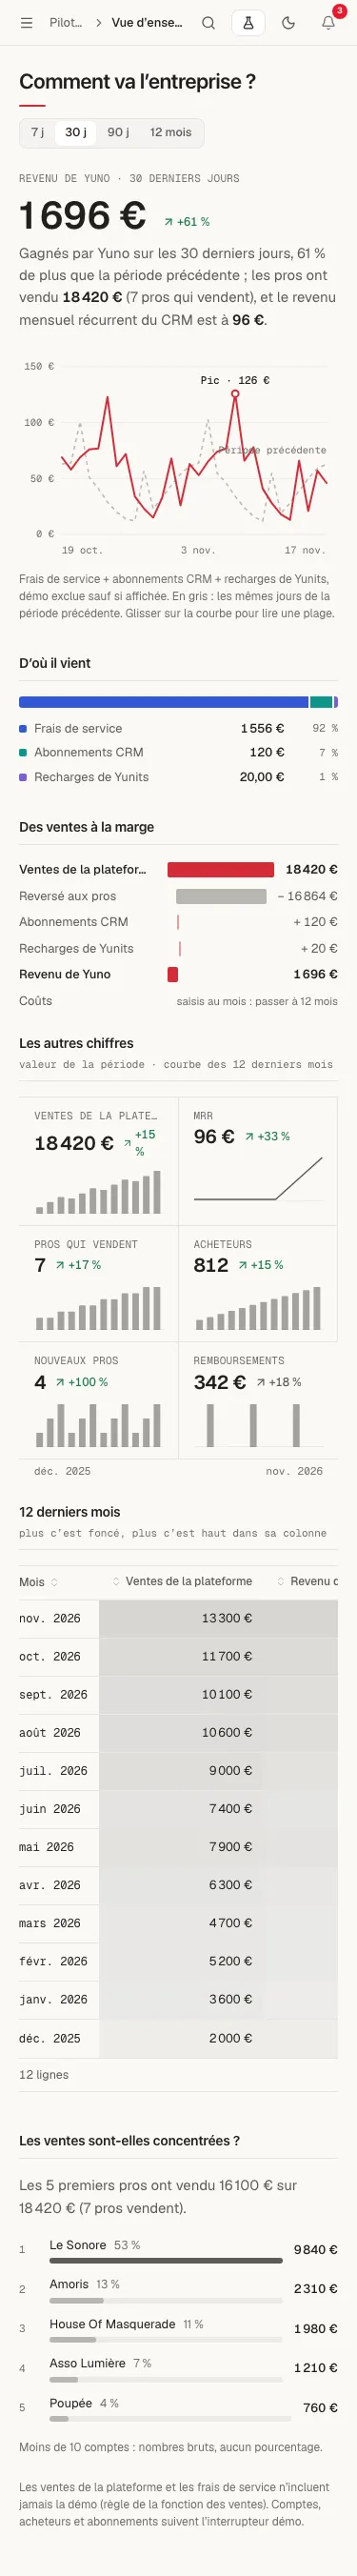 Pilot… > Vue d’ense…
3
Comment va l’entreprise ?
7 j 30 j 90 j 12 mois
REVENU DE YUNO · 30 DERNIERS JOURS
1 696 € +61 %
Gagnés par Yuno sur les 30 derniers jours, 61 %
de plus que la période précédente ; les pros ont
vendu 18 420 € (7 pros qui vendent), et le revenu
mensuel récurrent du CRM est à 96 €.
150 €
Pic · 126 €
100 €
Période précédente
50 €
0 €
19 oct. 3 nov. 17 nov.
Frais de service + abonnements CRM + recharges de Yunits,
démo exclue sauf si affichée. En gris : les mêmes jours de la
période précédente. Glisser sur la courbe pour lire une plage.
D’où il vient
Frais de service 1 556 € 92 %
Abonnements CRM 120 € 7 %
Recharges de Yunits 20,00 € 1 %
Des ventes à la marge
Ventes de la platefor… 18 420 €
Reversé aux pros − 16 864 €
Abonnements CRM + 120 €
Recharges de Yunits + 20 €
Revenu de Yuno 1 696 €
Coûts saisis au mois : passer à 12 mois
Les autres chiffres
valeur de la période · courbe des 12 derniers mois
VENTES DE LA PLATE…
18 420 € +15 %
MRR
96 € +33 %
PROS QUI VENDENT
7 +17 %
ACHETEURS
812 +15 %
NOUVEAUX PROS
4 +100 %
REMBOURSEMENTS
342 € +18 %
déc. 2025 nov. 2026
12 derniers mois
plus c’est foncé, plus c’est haut dans sa colonne
Mois Ventes de la plateforme Revenu d
nov. 2026 13 300 €
oct. 2026 11 700 €
sept. 2026 10 100 €
août 2026 10 600 €
juil. 2026 9 000 €
juin 2026 7 400 €
mai 2026 7 900 €
avr. 2026 6 300 €
mars 2026 4 700 €
févr. 2026 5 200 €
janv. 2026 3 600 €
déc. 2025 2 000 €
12 lignes
Les ventes sont-elles concentrées ?
Les 5 premiers pros ont vendu 16 100 € sur
18 420 € (7 pros vendent).
1 Le Sonore 53 % 9 840 €
2 Amoris 13 % 2 310 €
3 House Of Masquerade 11 % 1 980 €
4 Asso Lumière 7 % 1 210 €
5 Poupée 4 % 760 €
Moins de 10 comptes : nombres bruts, aucun pourcentage.
Les ventes de la plateforme et les frais de service n’incluent
jamais la démo (règle de la fonction des ventes). Comptes,
acheteurs et abonnements suivent l’interrupteur démo.